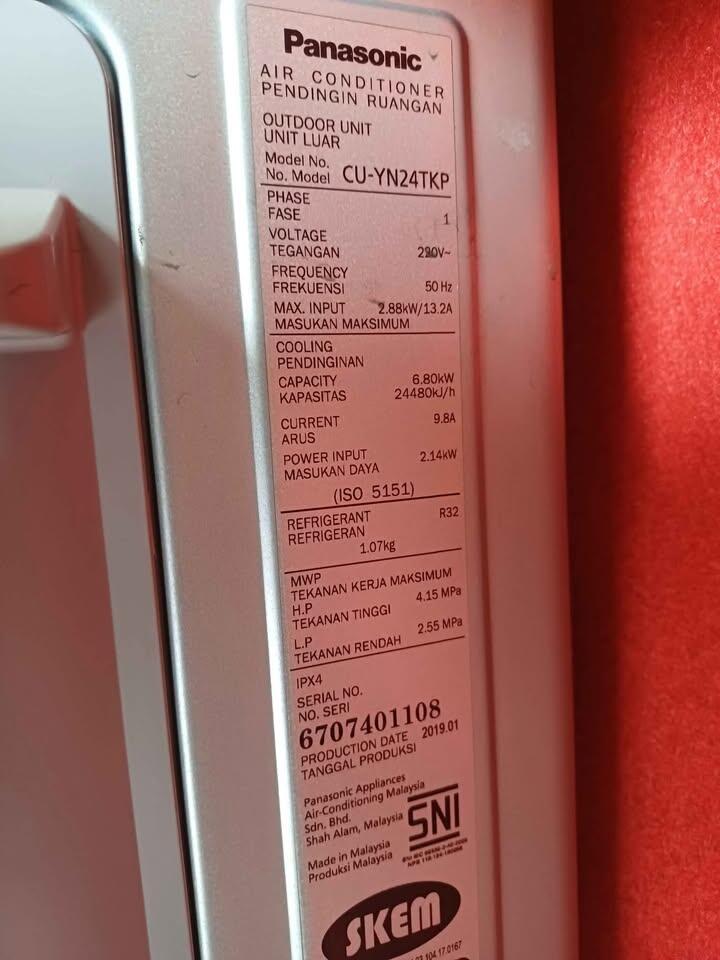 Panasonic
AIR CONDITIONER
PENDINGIN RUANGAN
OUTDOOR UNIT
UNIT LUAR
Model No.
No. Model CU-YN24TKP
PHASE
FASE 1
VOLTAGE
TEGANGAN 220V~
FREQUENCY
FREKUENSI 50 Hz
MAX. INPUT 2.88kW/13.2A
MASUKAN MAKSIMUM
COOLING
PENDINGINAN
CAPACITY 6.80kW
KAPASITAS 24480kJ/h
CURRENT 9.8A
ARUS
POWER INPUT 2.14kW
MASUKAN DAYA
(ISO 5151)
REFRIGERANT R32
REFRIGERAN
1.07kg
MWP
TEKANAN KERJA MAKSIMUM
H.P 4.15 MPa
TEKANAN TINGGI
L.P 2.55 MPa
TEKANAN RENDAH
IPX4
SERIAL NO.
NO. SERI
6707401108
PRODUCTION DATE 2019.01
TANGGAL PRODUKSI
Panasonic Appliances
Air-Conditioning Malaysia
Sdn. Bhd.
Shah Alam, Malaysia
SNI
Made in Malaysia
Produksi Malaysia
SKEM
104.17.0167